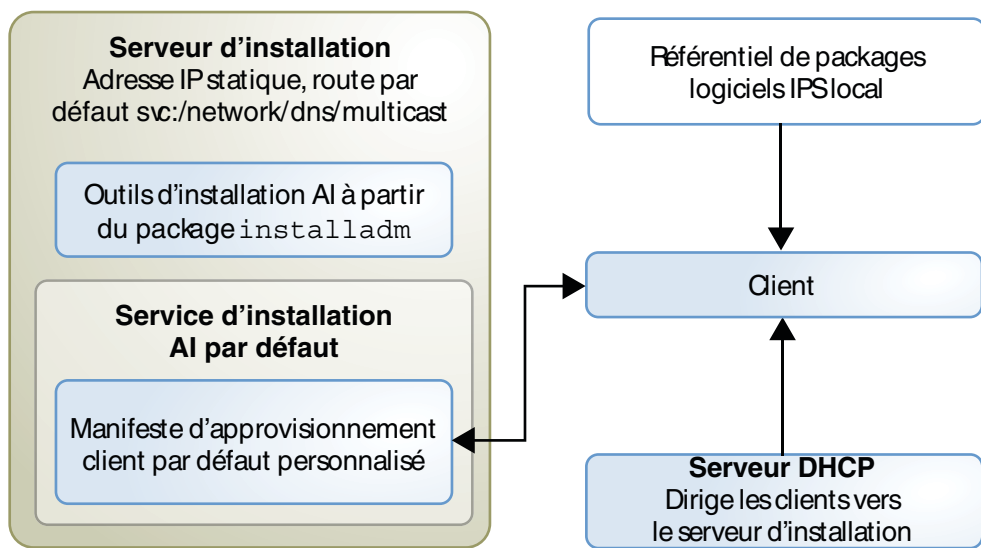 Serveur d’installation
Adresse IP statique, route par
défaut svc:/network/dns/multicast
Outils d’installation AI à partir
du package installadm
Service d’installation
AI par défaut
Manifeste d’approvisionnement
client par défaut personnalisé
Référentiel de packages
logiciels IPS local
Client
Serveur DHCP
Dirige les clients vers
le serveur d’installation